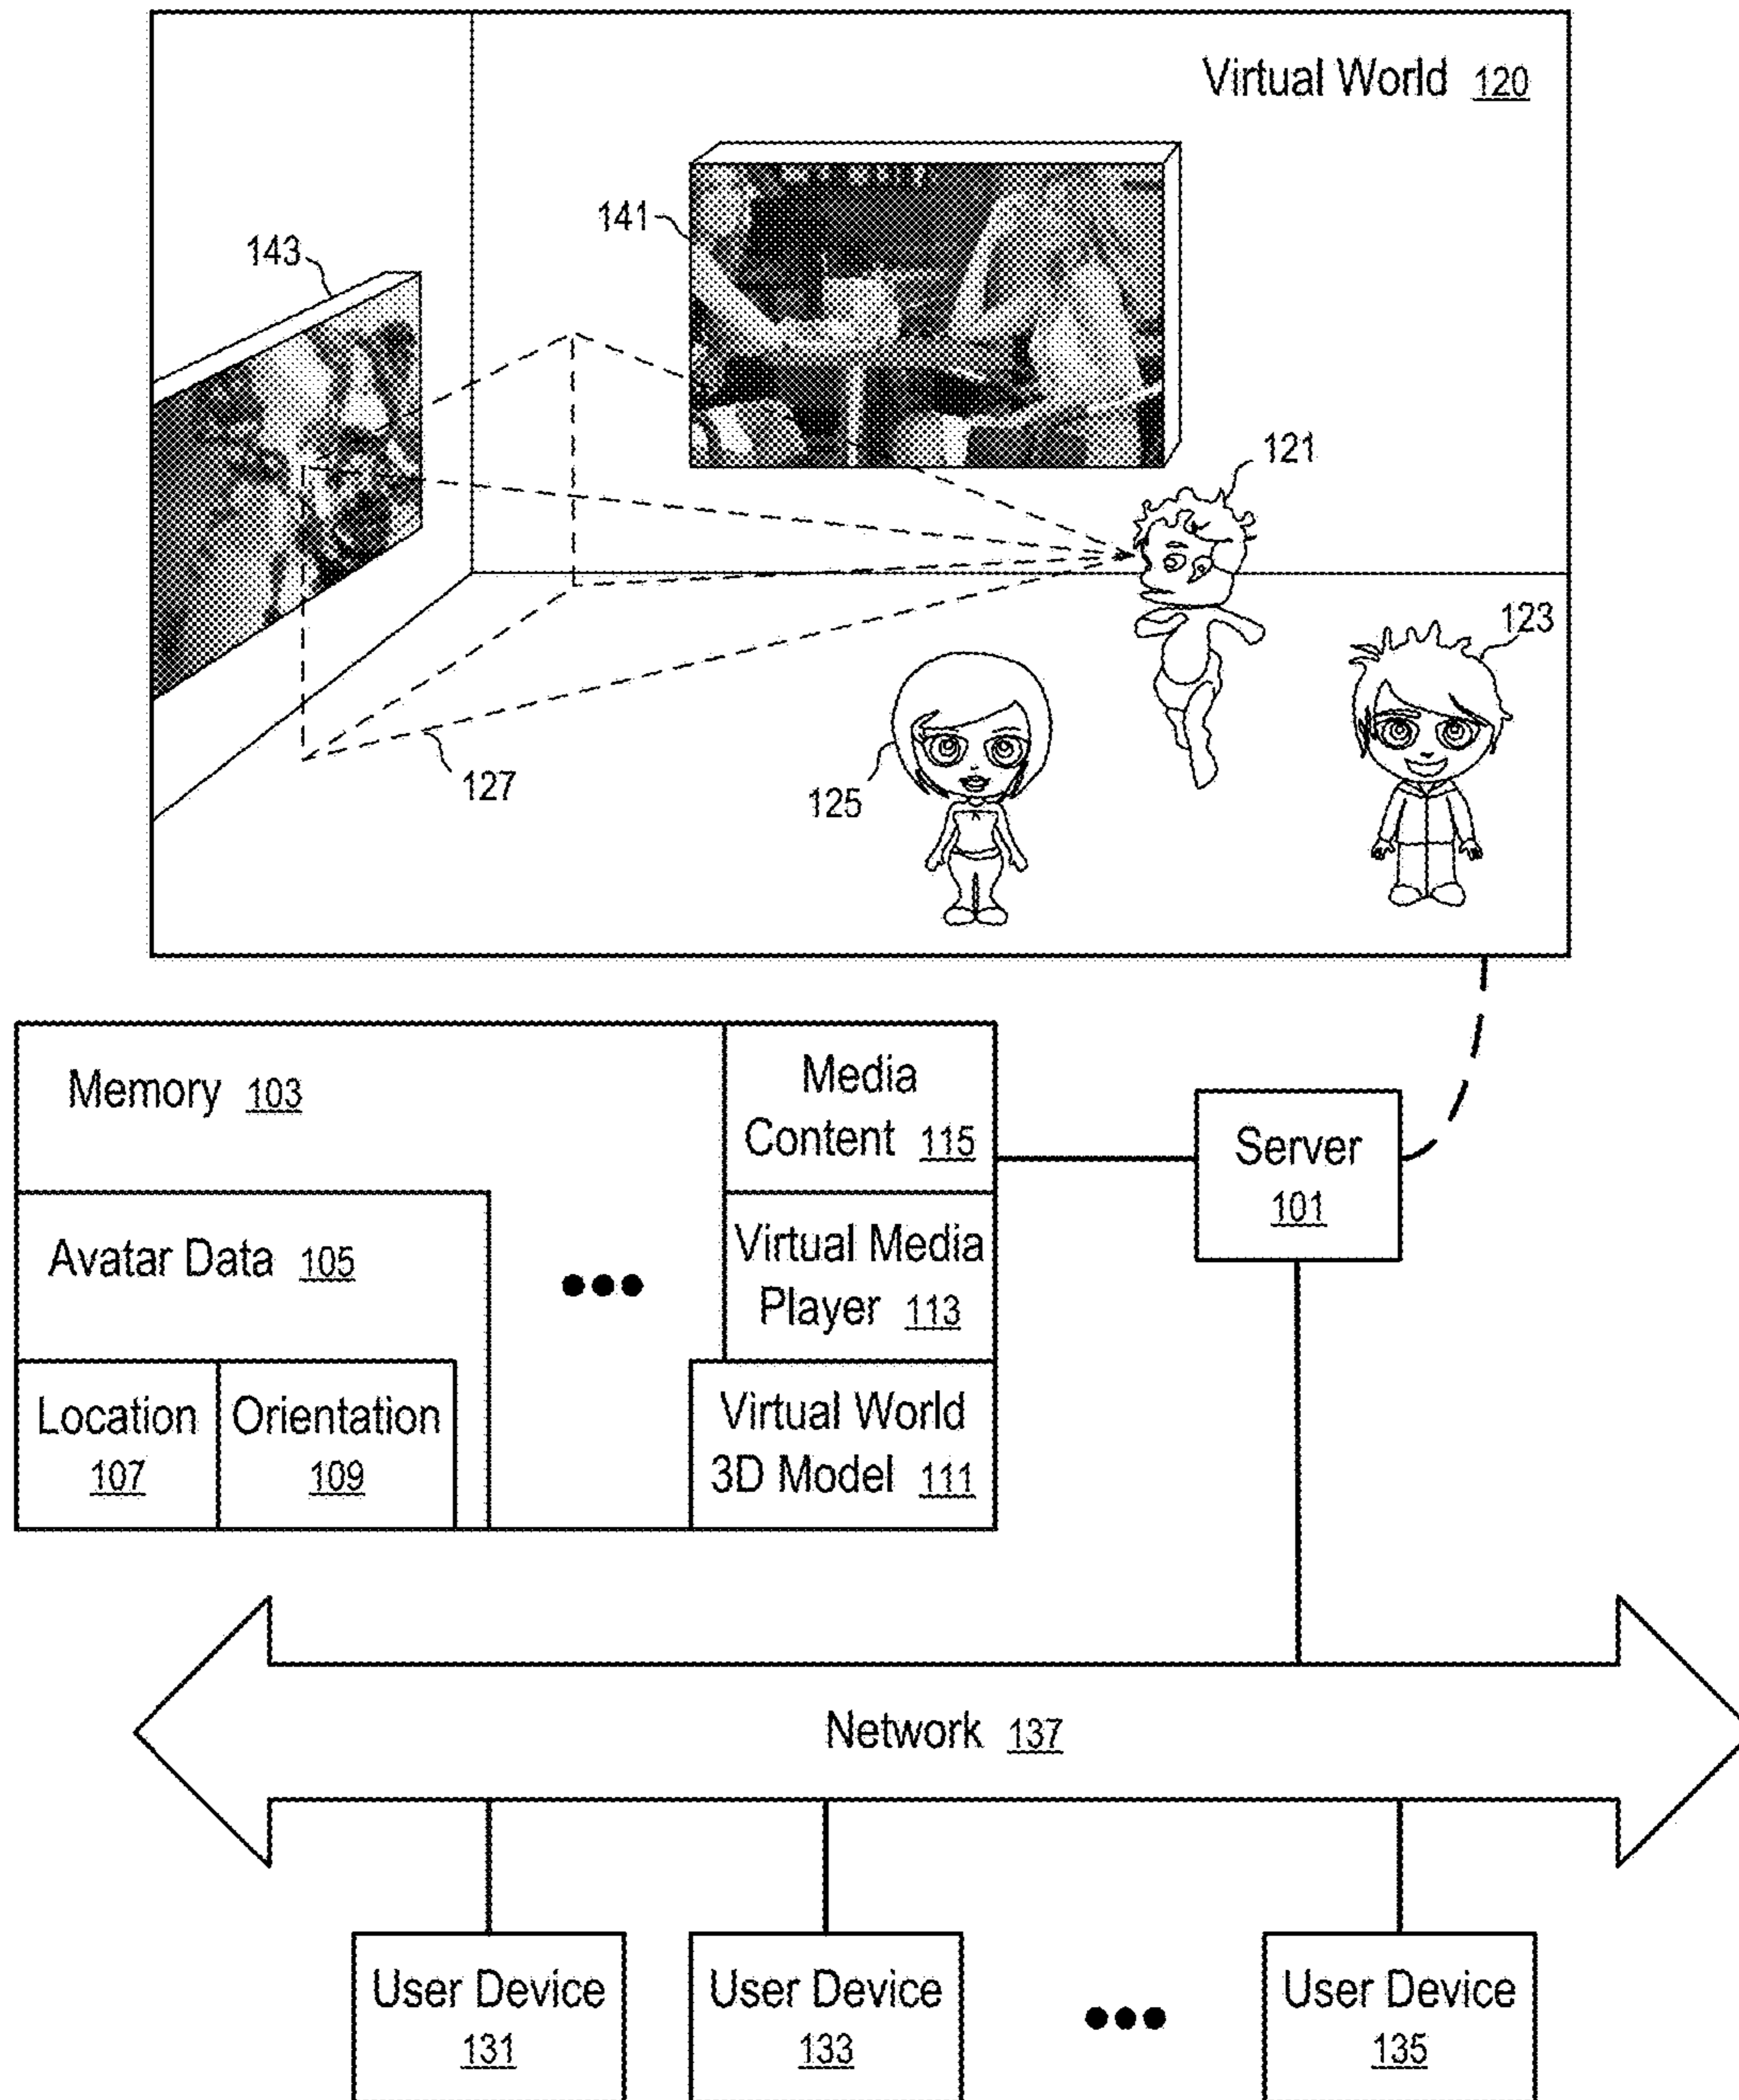 Virtual World 120
141
143
121
123
127
125
Memory 103
Media
Content 115
Server
101
Avatar Data 105
Virtual Media
Player 113
Location
107
Orientation
109
Virtual World
3D Model 111
Network 137
User Device
131
User Device
133
User Device
135